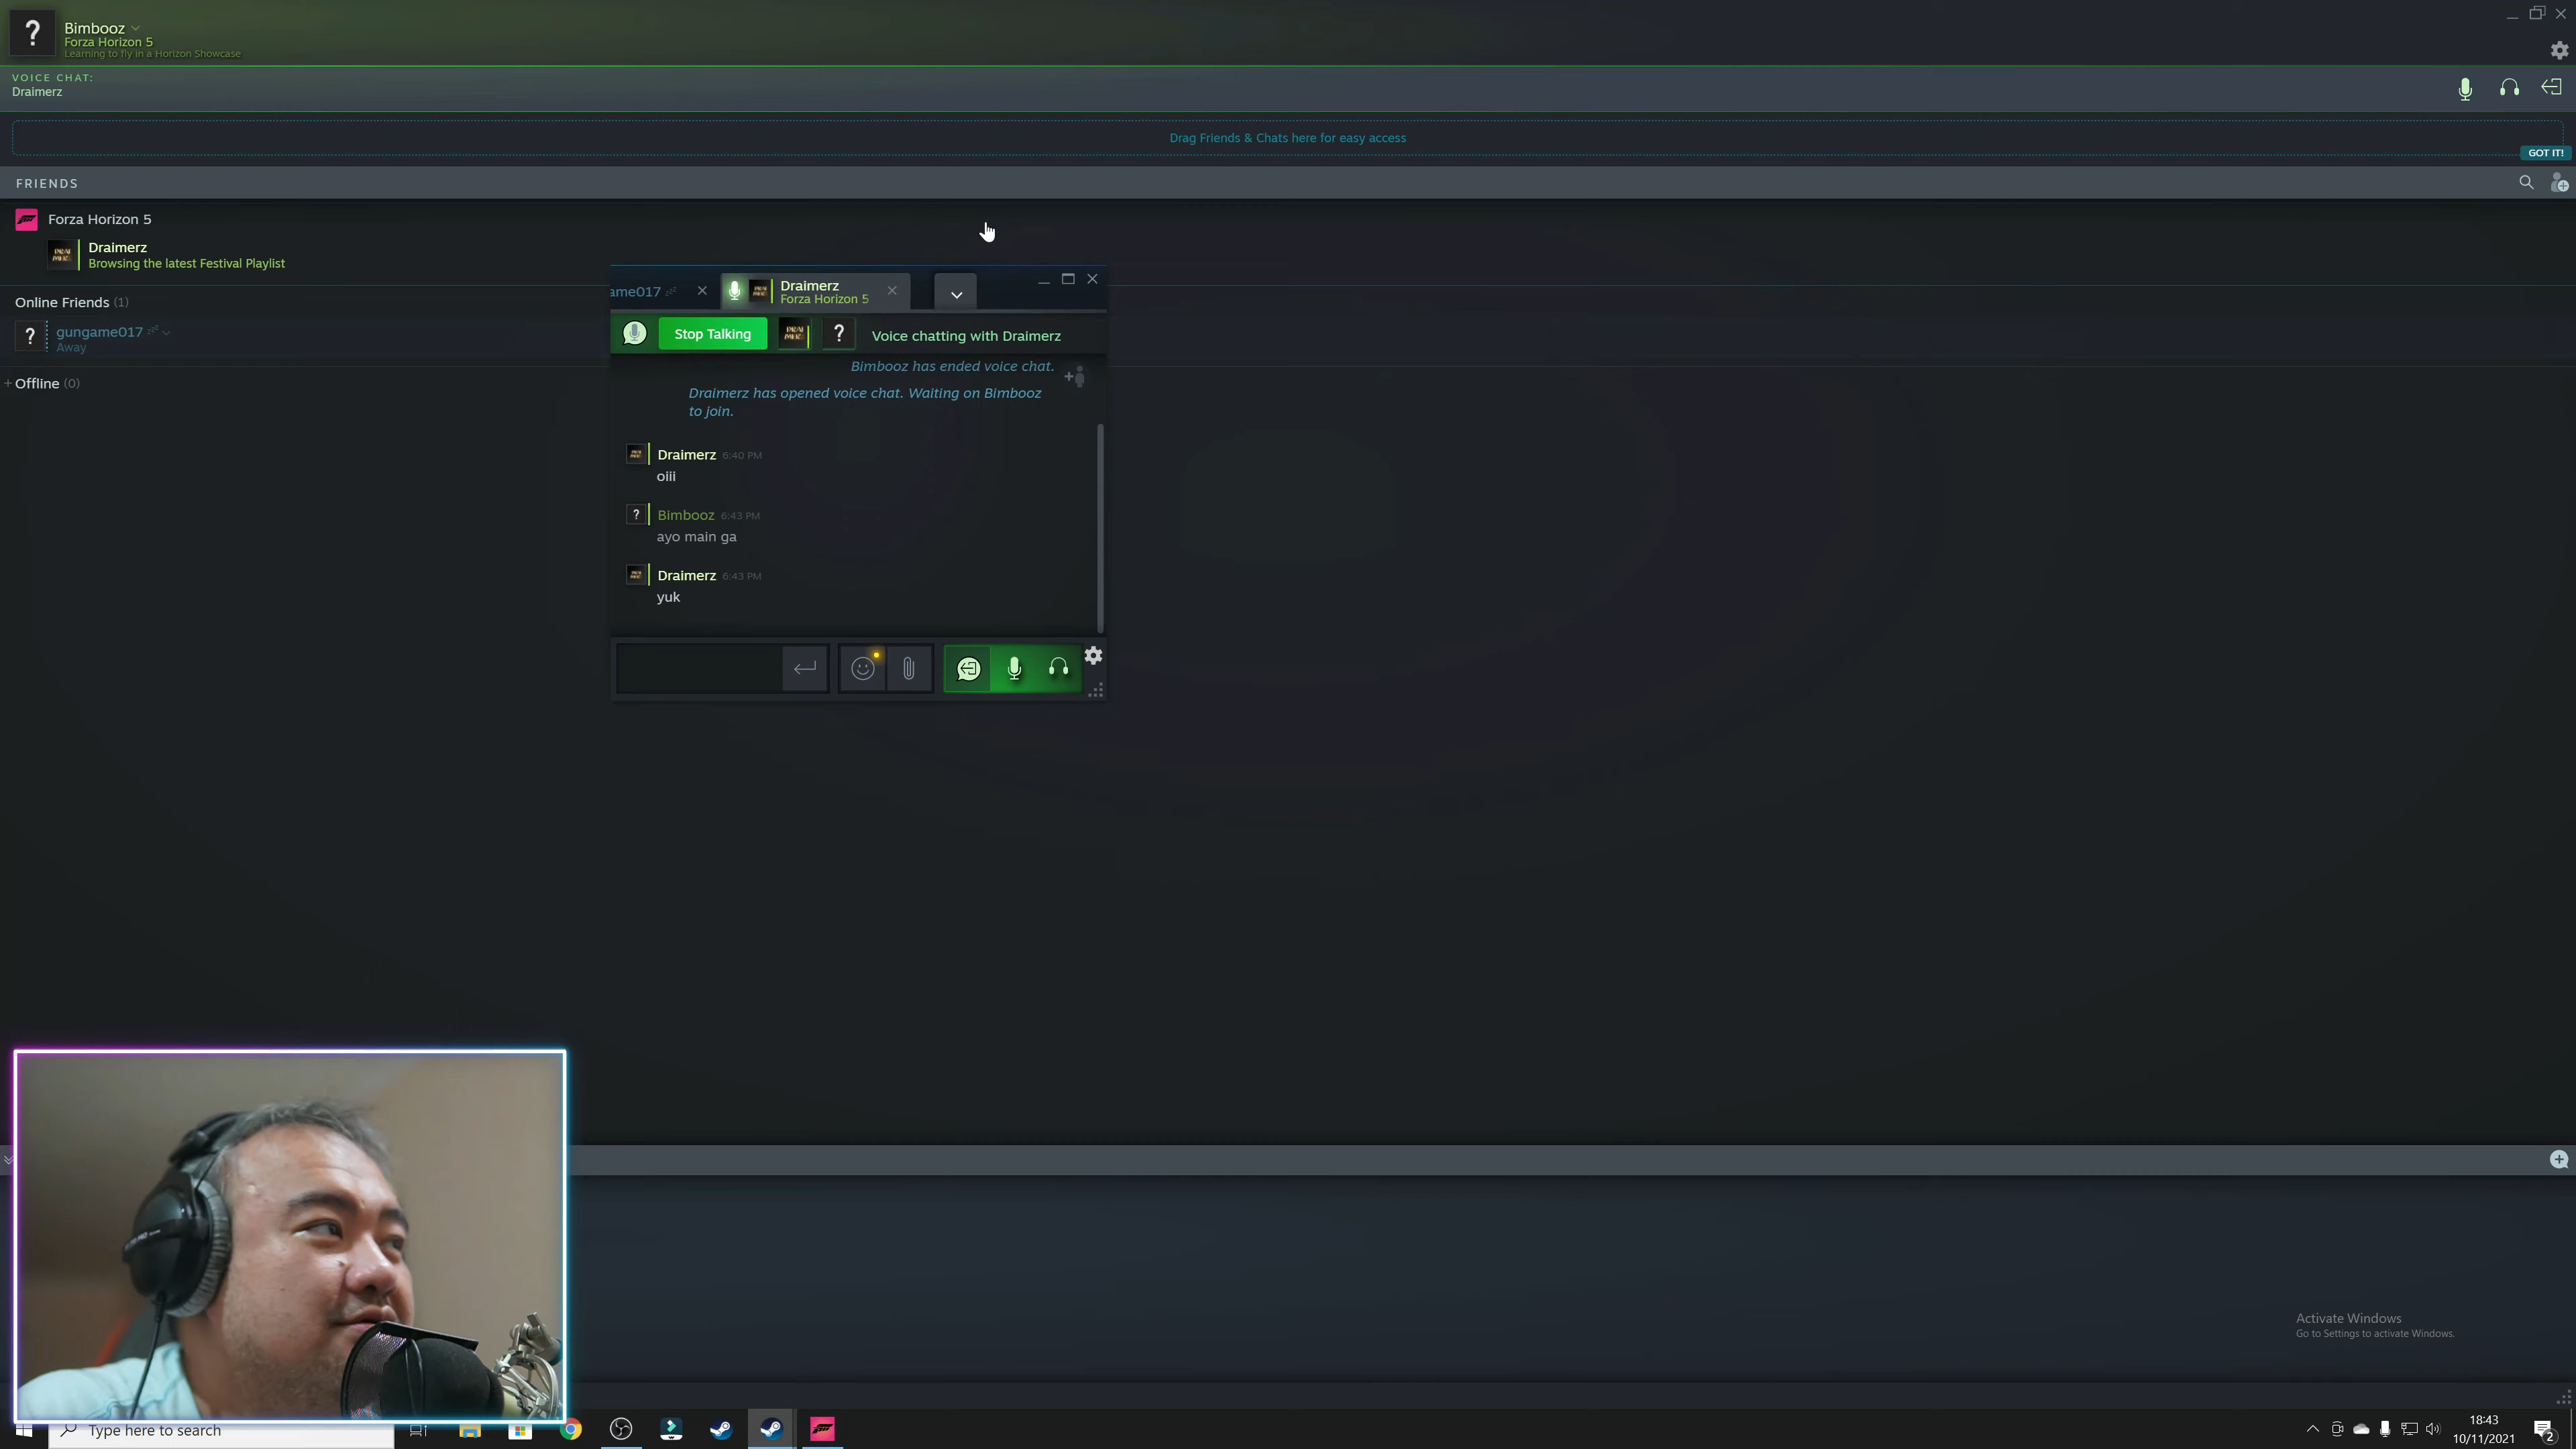 Bimbooz
Forza Horizon 5
Learning to fly in a Horizon Showcase
VOICE CHAT:
Draimerz
Drag Friends & Chats here for easy access
GOT IT!
FRIENDS
Forza Horizon 5
Draimerz
Browsing the latest Festival Playlist
Online Friends (1)
gungame017 zzz
Away
+ Offline (0)
ame017 zzz
Draimerz
Forza Horizon 5
Stop Talking
Voice chatting with Draimerz
Bimbooz has ended voice chat.
Draimerz has opened voice chat. Waiting on Bimbooz
to join.
Draimerz 6:40 PM
oiii
Bimbooz 6:43 PM
ayo main ga
Draimerz 6:43 PM
yuk
Activate Windows
Go to Settings to activate Windows.
Type here to search
18:43
10/11/2021
2